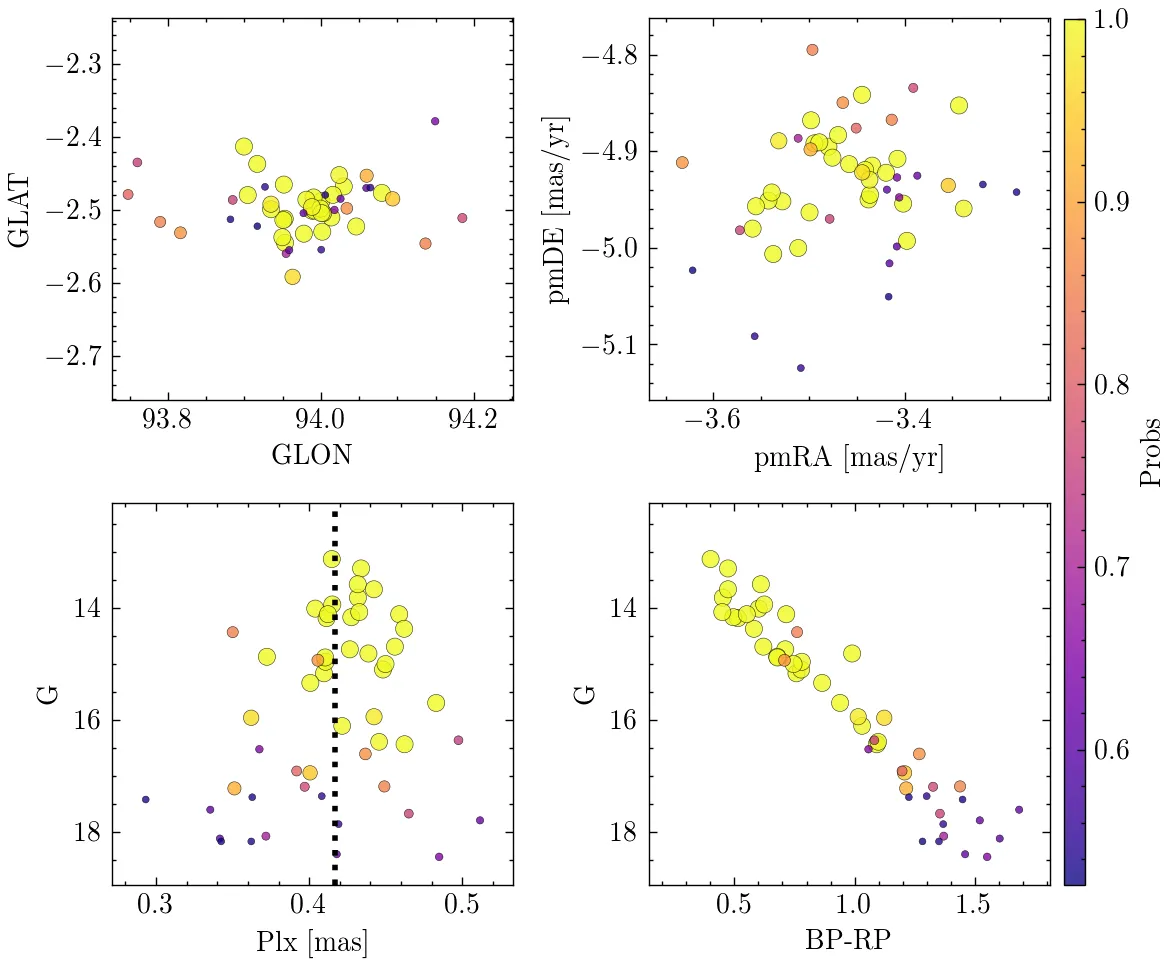 −2.3
−2.4
−2.5
−2.6
−2.7
GLAT
93.8 94.0 94.2
GLON
−4.8
−4.9
−5.0
−5.1
pmDE [mas/yr]
−3.6 −3.4
pmRA [mas/yr]
14
16
18
G
0.3 0.4 0.5
Plx [mas]
14
16
18
G
0.5 1.0 1.5
BP-RP
1.0
0.9
0.8
0.7
0.6
Probs